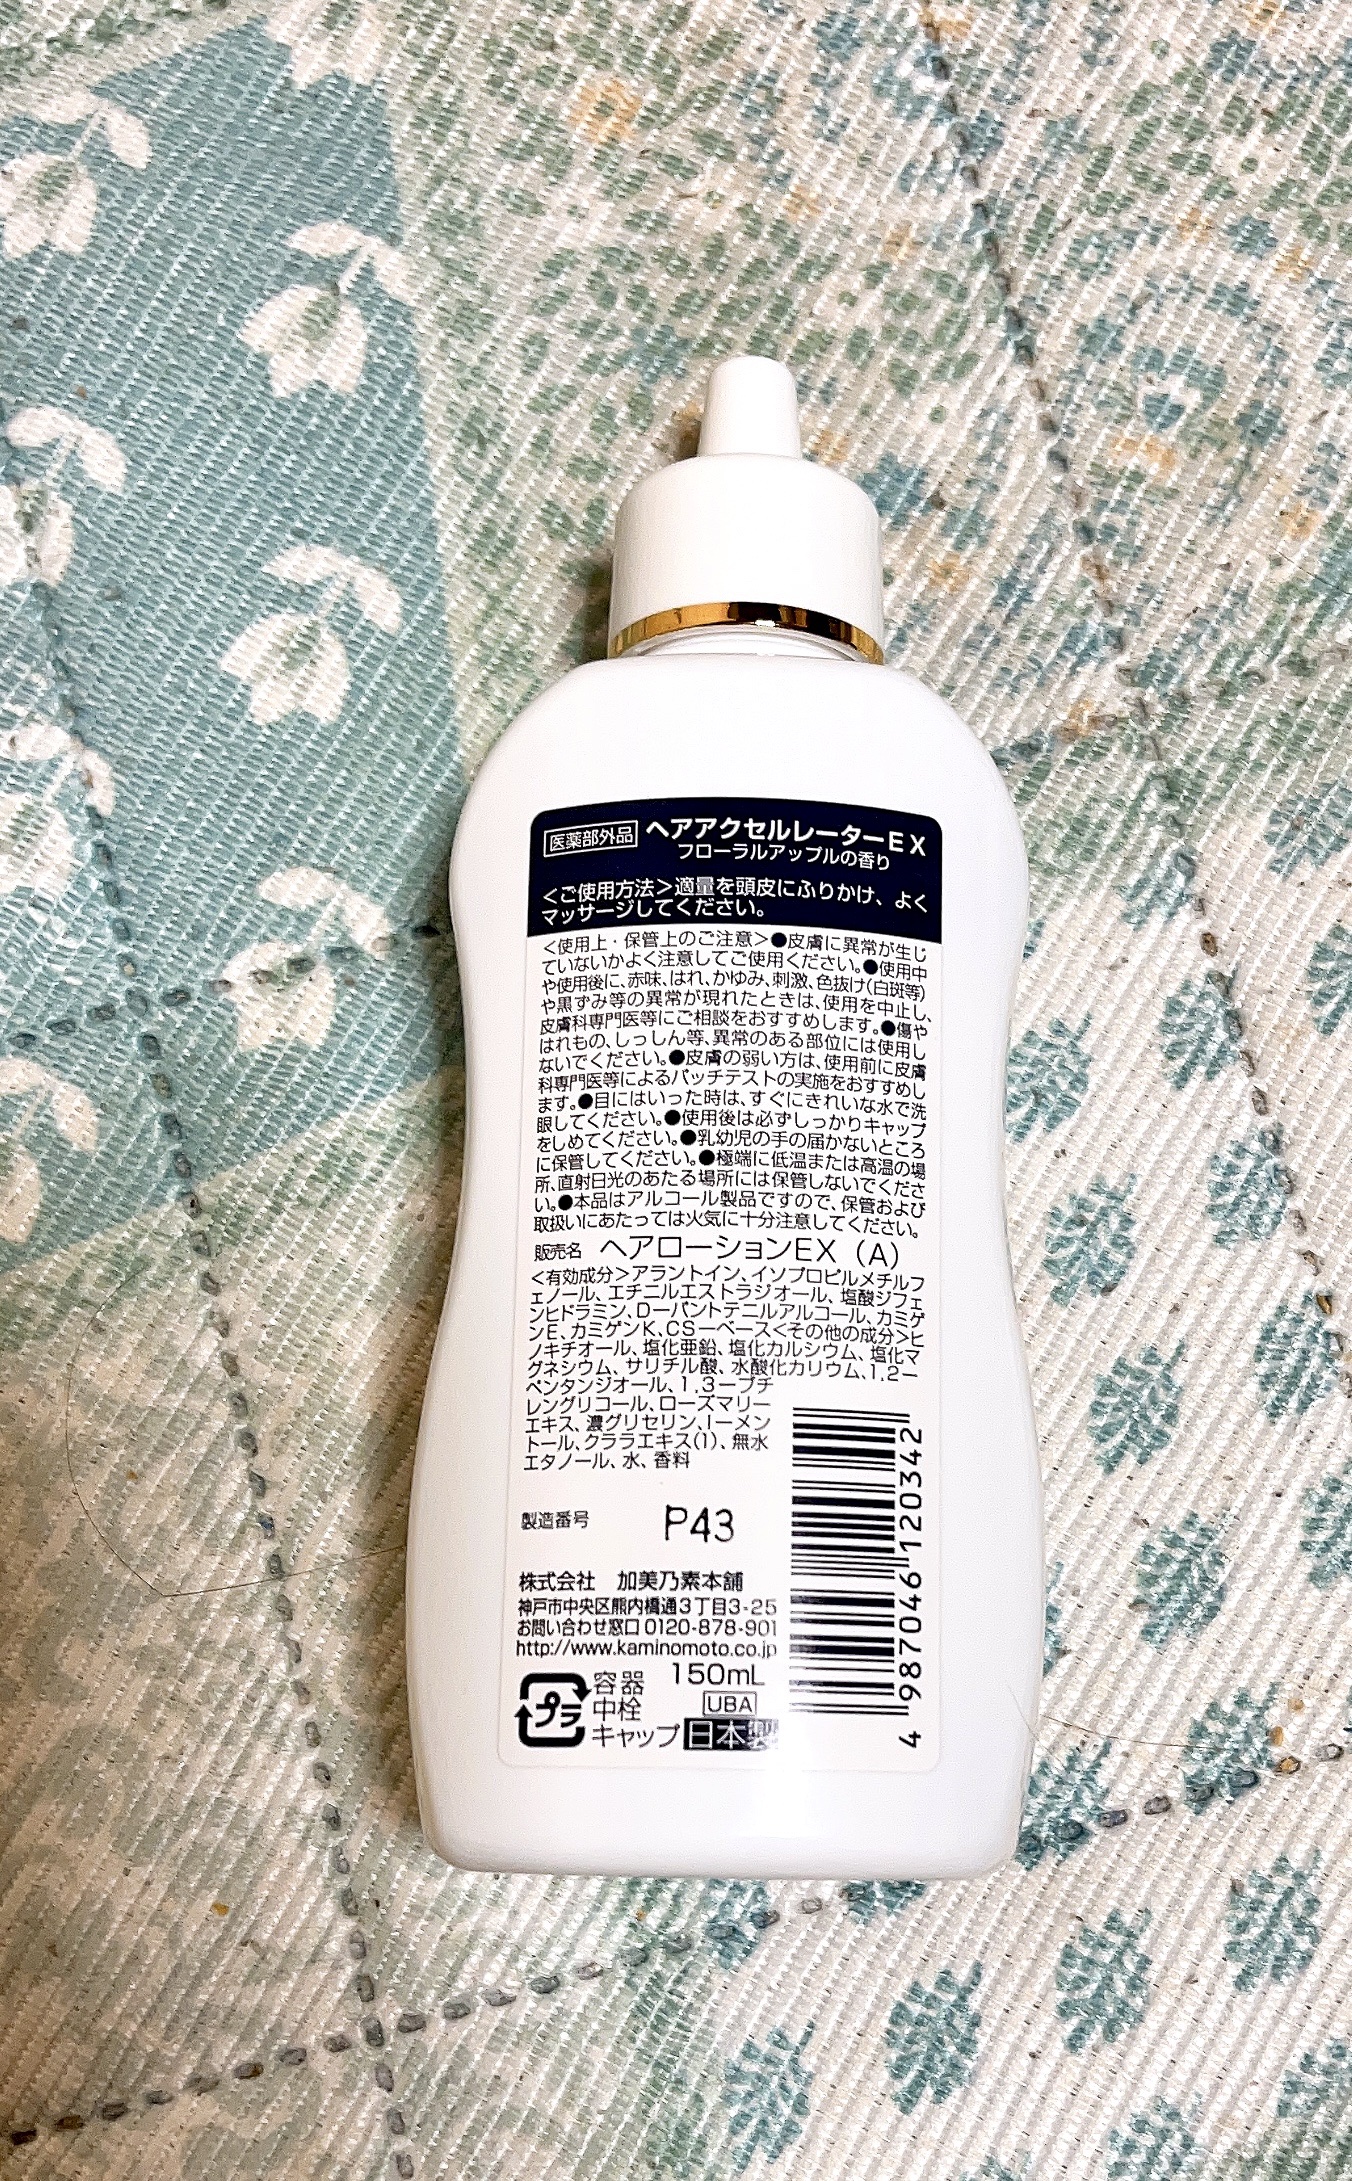 医薬部外品 ヘアアクセルレーターEX
フローラルアップルの香り
<ご使用方法>適量を頭皮にふりかけ、よく
マッサージしてください。
<使用上・保管上のご注意>●皮膚に異常が生じ
ていないかよく注意してご使用ください。●使用中
や使用後に、赤味、はれ、かゆみ、刺激、色抜け(白斑等)
や黒ずみ等の異常が現れたときは、使用を中止し、
皮膚科専門医等にご相談をおすすめします。●傷や
はれもの、しっしん等、異常のある部位には使用し
ないでください。●皮膚の弱い方は、使用前に皮膚
科専門医等によるパッチテストの実施をおすすめし
ます。●目にはいった時は、すぐにきれいな水で洗
眼してください。●使用後は必ずしっかりキャップ
をしめてください。●乳幼児の手の届かないところ
に保管してください。●極端に低温または高温の場
所、直射日光のあたる場所には保管しないでくださ
い。●本品はアルコール製品ですので、保管および
取扱いにあたっては火気に十分注意してください。
販売名 ヘアローションEX(A)
<有効成分>アラントイン、イソプロピルメチルフ
ェノール、エチニルエストラジオール、塩酸ジフェ
ンヒドラミン、D-パントテニルアルコール、カミゲ
ンE、カミゲンK、CS-ベース<その他の成分>ヒ
ノキチオール、塩化亜鉛、塩化カルシウム、塩化マ
グネシウム、サリチル酸、水酸化カリウム、1,2-
ペンタンジオール、1,3-ブチ
レングリコール、ローズマリー
エキス、濃グリセリン、l-メン
トール、クララエキス(1)、無水
エタノール、水、香料
製造番号 P43
株式会社 加美乃素本舗
神戸市中央区熊内橋通3丁目3-25
お問い合わせ窓口 0120-878-901
http://www.kaminomoto.co.jp
プラ 容器 150mL
中栓 UBA
キャップ 日本製
4 987046 120342